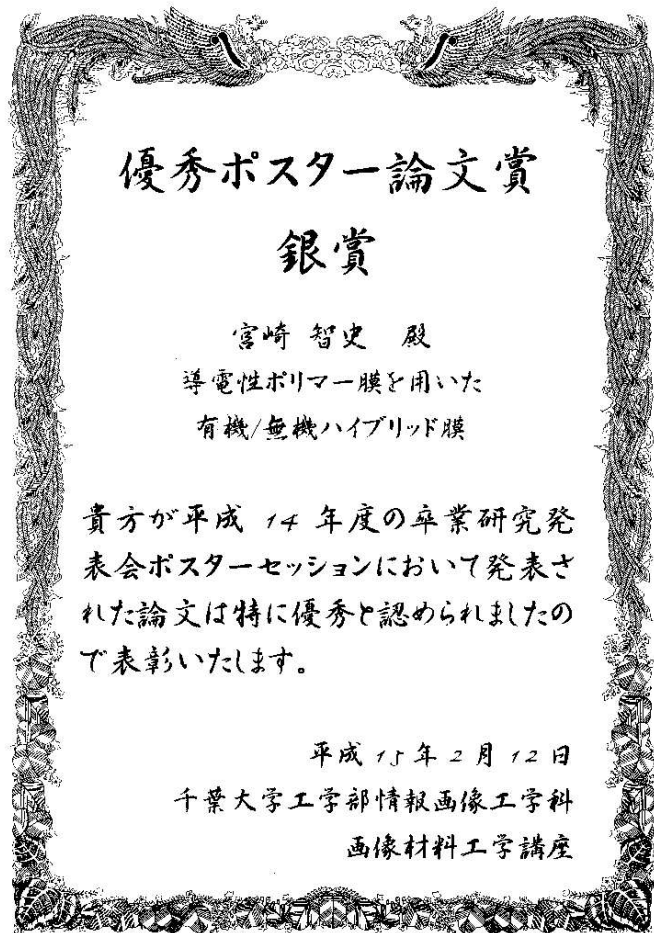 優秀ポスター論文賞
銀賞
宮崎 智史 殿
導電性ポリマー膜を用いた
有機/無機ハイブリッド膜
貴方が平成 14 年度の卒業研究発
表会ポスターセッションにおいて発表さ
れた論文は特に優秀と認められましたの
で表彰いたします。
平成 15 年 2 月 12 日
千葉大学工学部情報画像工学科
画像材料工学講座